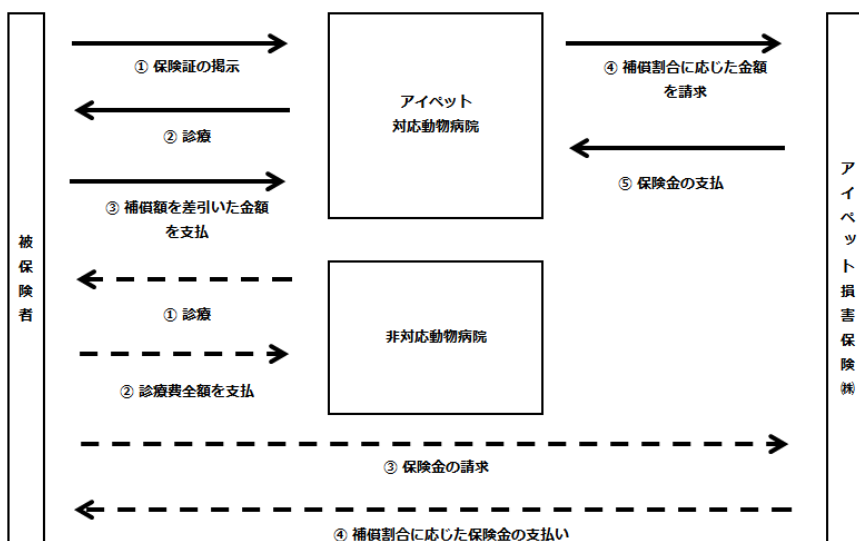 ① 保険証の掲示
② 診療
③ 補償額を差引いた金額
を支払
アイペット
対応動物病院
④ 補償割合に応じた金額
を請求
⑤ 保険金の支払
被保険者
① 診療
② 診療費全額を支払
非対応動物病院
③ 保険金の請求
④ 補償割合に応じた保険金の支払い
アイペット損害保険㈱